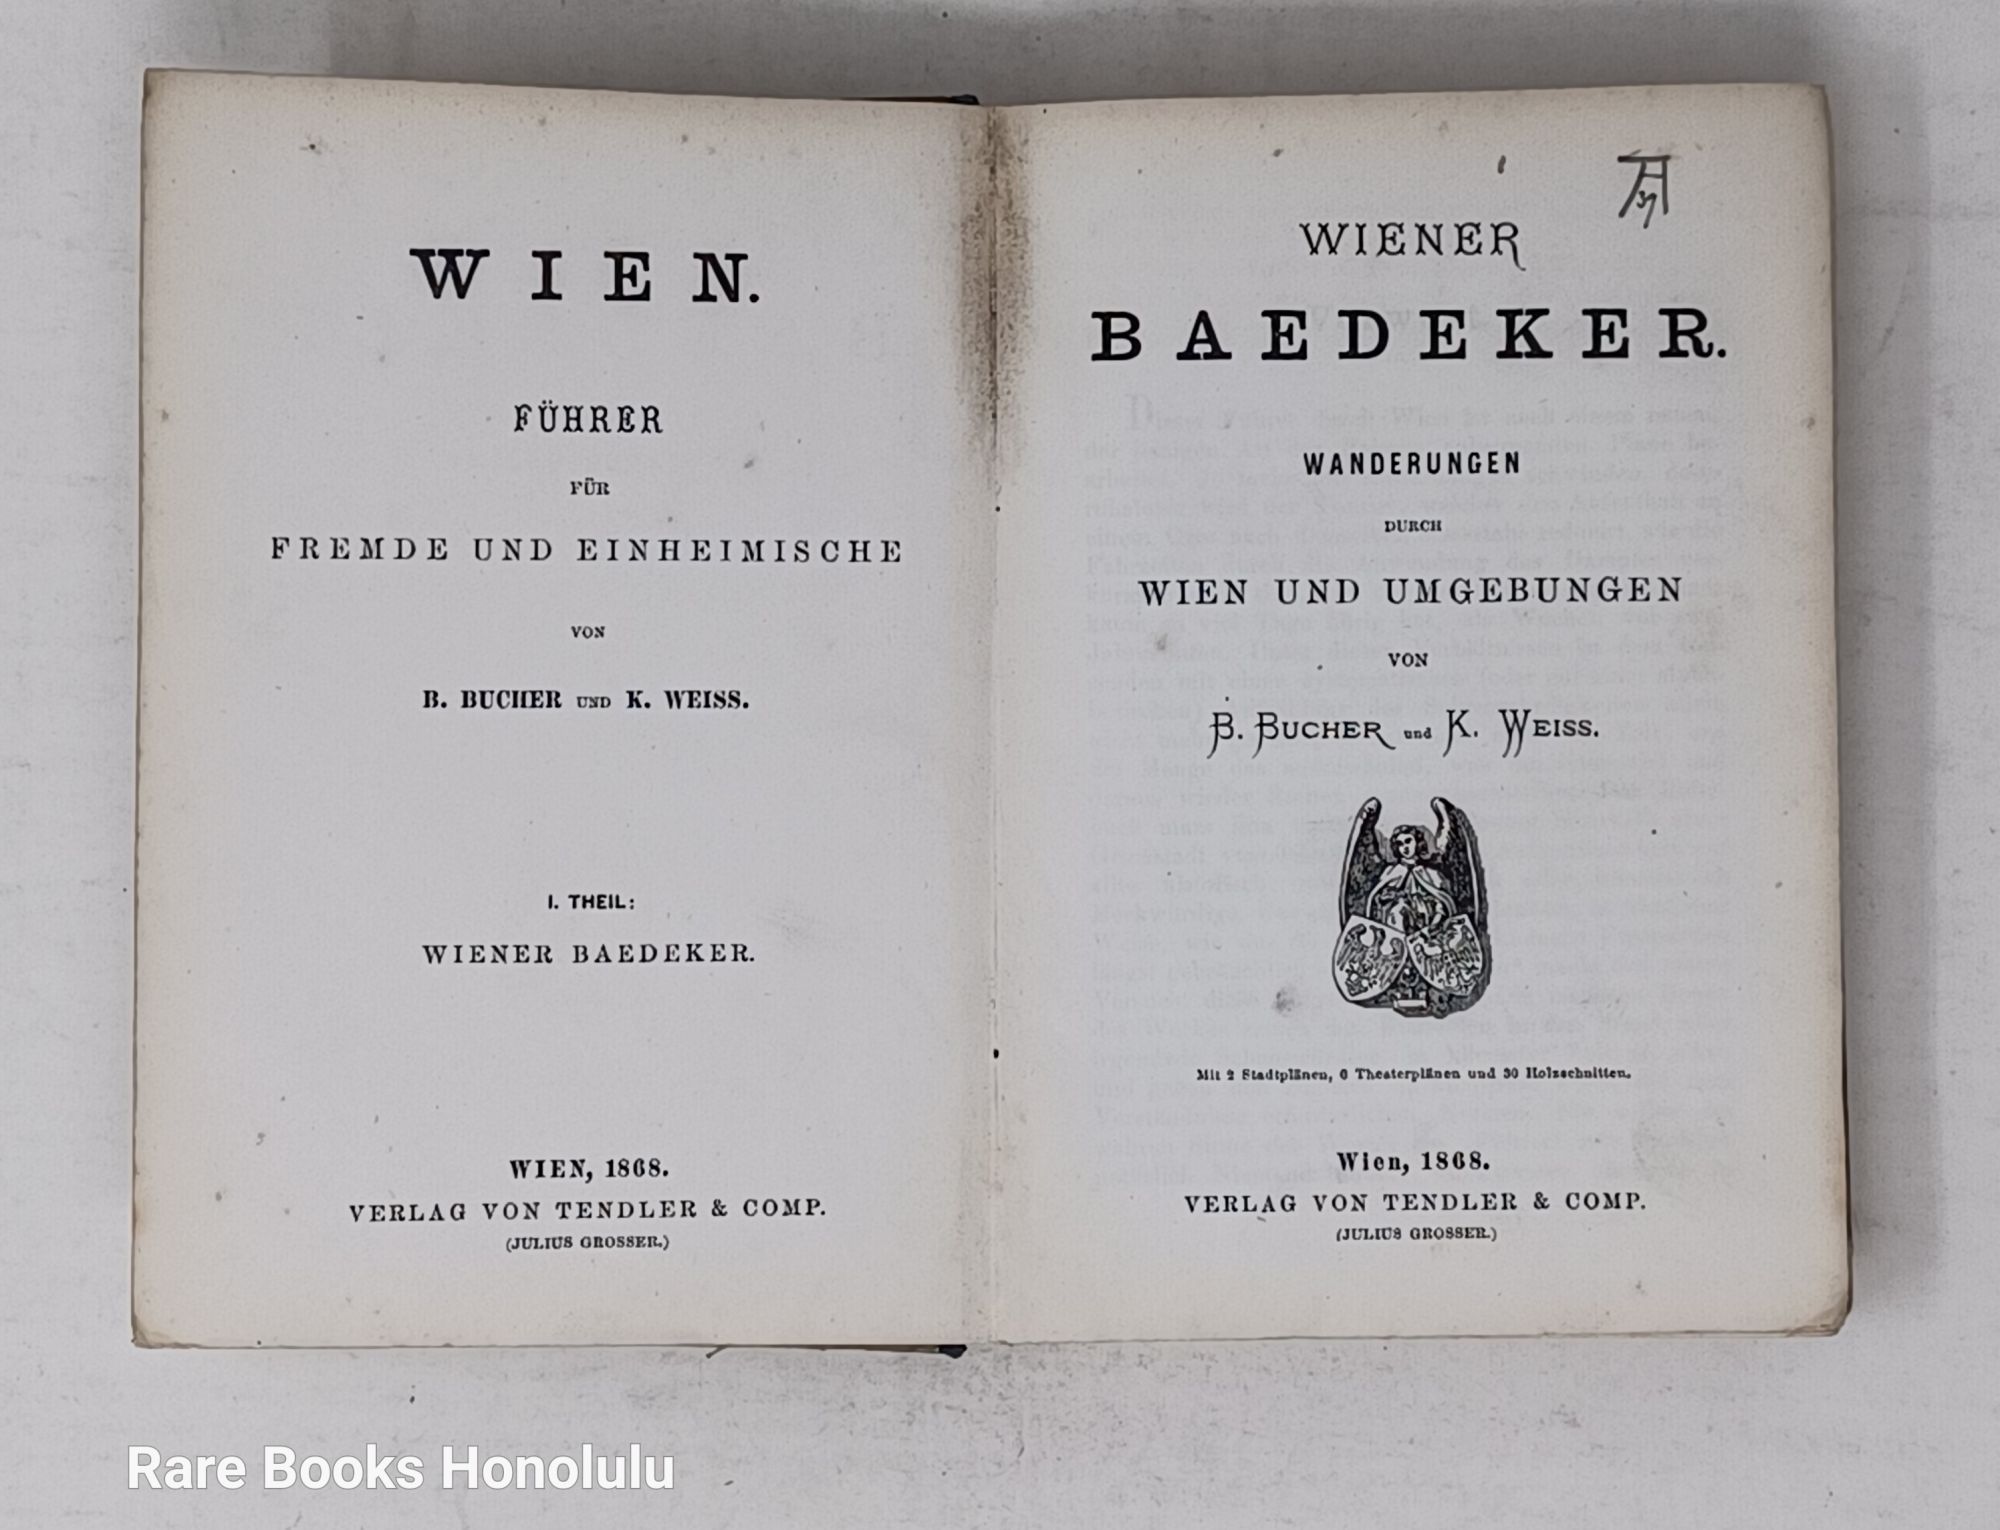 WIEN.
FÜHRER
FÜR
FREMDE UND EINHEIMISCHE
VON
B. BUCHER UND K. WEISS.
I. THEIL:
WIENER BAEDEKER.
WIEN, 1868.
VERLAG VON TENDLER & COMP.
(JULIUS GROSSER.)
WIENER
BAEDEKER.
WANDERUNGEN
DURCH
WIEN UND UMGEBUNGEN
VON
B. BUCHER und K. WEISS.
Mit 2 Stadtplänen, 6 Theaterplänen und 30 Holzschnitten.
Wien, 1868.
VERLAG VON TENDLER & COMP.
(JULIUS GROSSER.)
Rare Books Honolulu